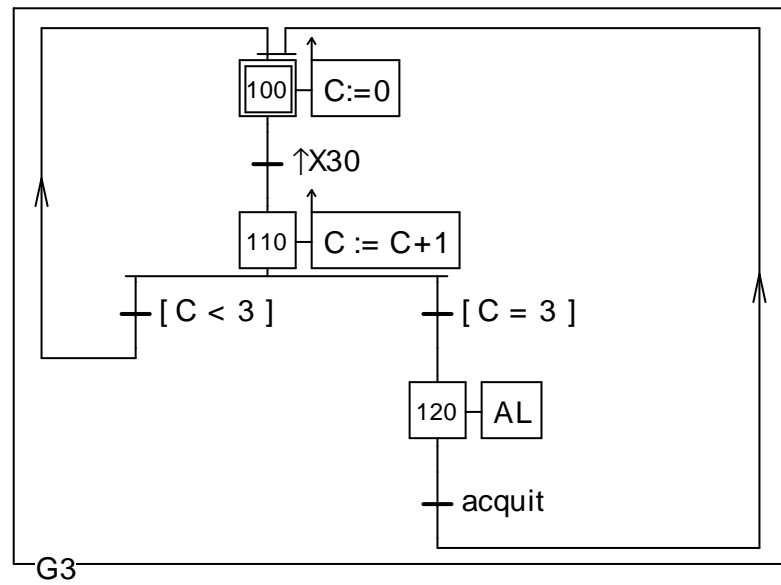 100 C:=0
↑X30
110 C := C+1
[ C < 3 ] [ C = 3 ]
120 AL
acquit
G3